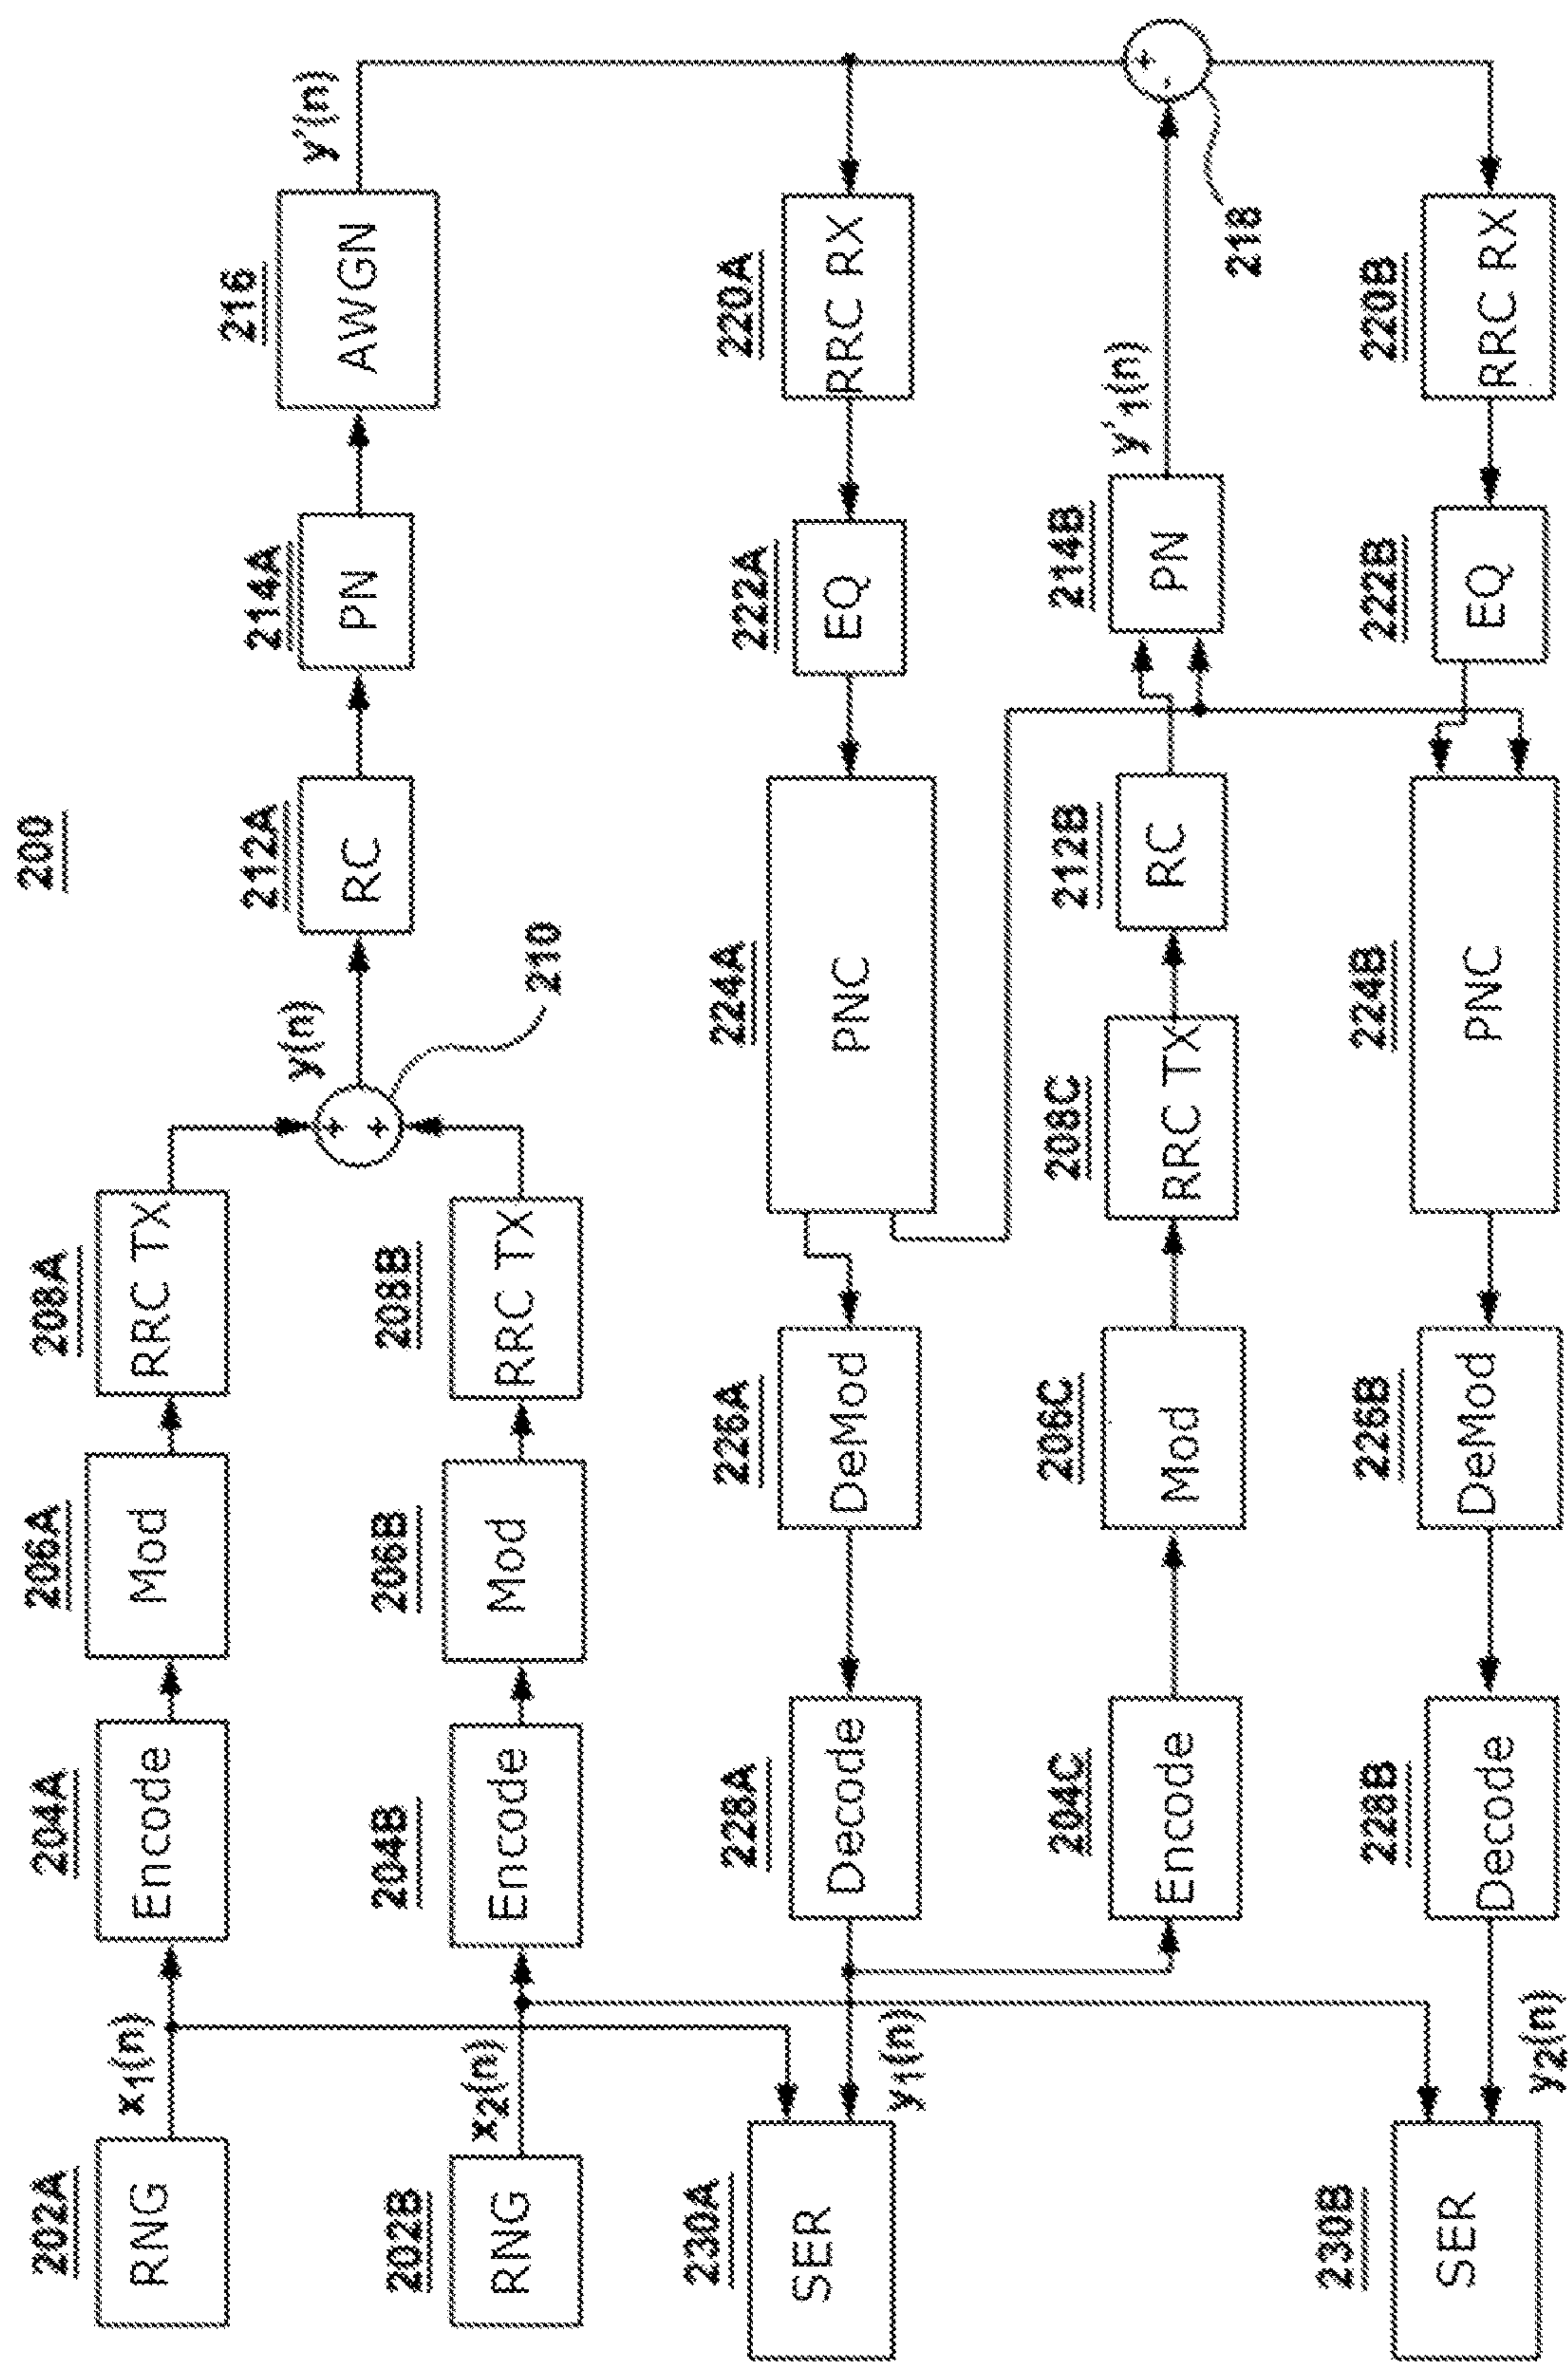 200
202A
RNG
x1(n)
204A
Encode
206A
Mod
208A
RRC TX
y(n)
212A
RC
214A
PN
216
AWGN
y'(n)
210
+
+
202B
RNG
x2(n)
204B
Encode
206B
Mod
208B
RRC TX
230A
SER
y1(n)
228A
Decode
226A
DeMod
224A
PNC
222A
EQ
220A
RRC RX
204C
Encode
206C
Mod
208C
RRC TX
212B
RC
214B
PN
y'1(n)
+
-
218
230B
SER
y2(n)
228B
Decode
226B
DeMod
224B
PNC
222B
EQ
220B
RRC RX